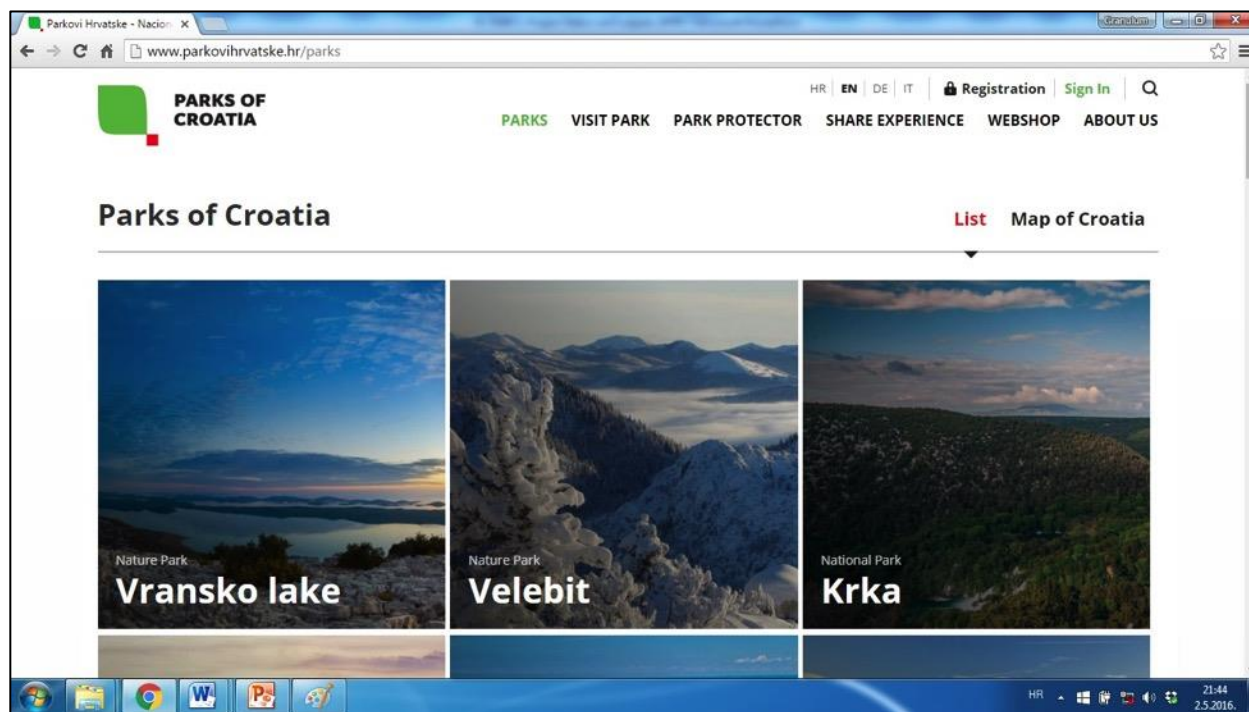 Parkovi Hrvatske - Nacion
Granulum
www.parkovihrvatske.hr/parks
HR EN DE IT Registration Sign In
PARKS OF
CROATIA
PARKS VISIT PARK PARK PROTECTOR SHARE EXPERIENCE WEBSHOP ABOUT US
Parks of Croatia
List Map of Croatia
Nature Park
Vransko lake
Nature Park
Velebit
National Park
Krka
HR
21:44
2.5.2016.